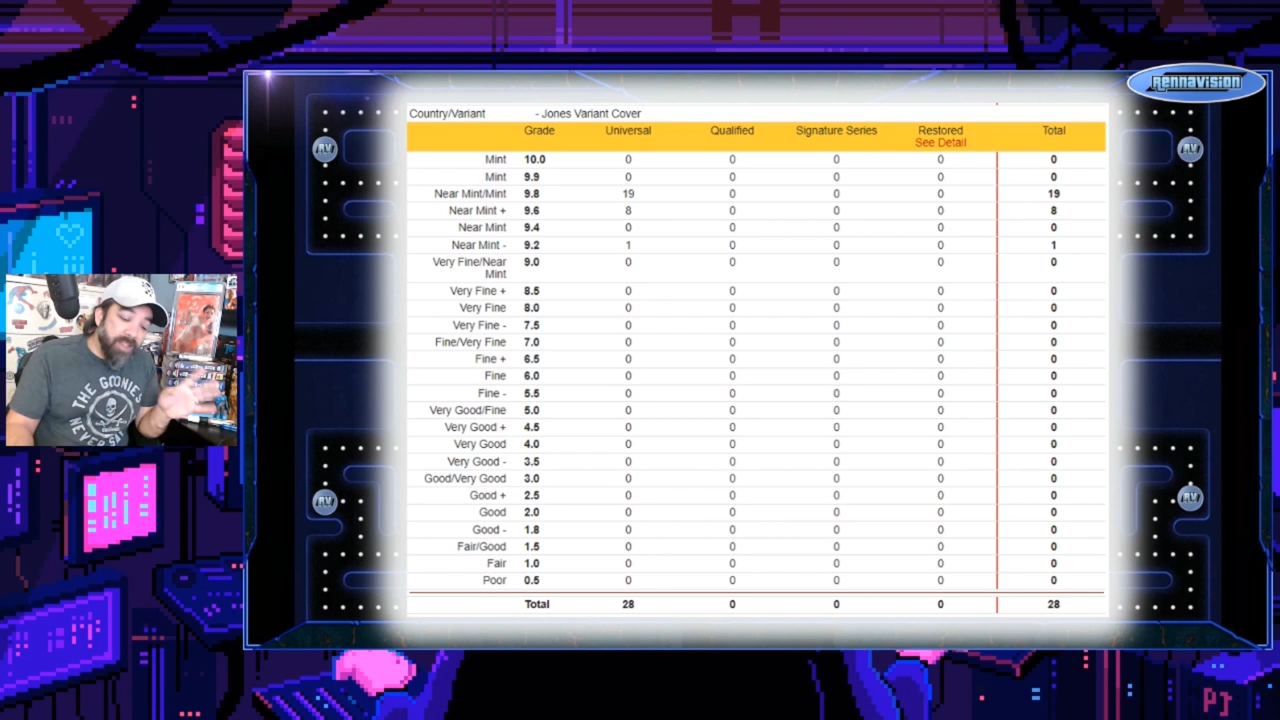 RENNAVISION
Country/Variant - Jones Variant Cover
Grade Universal Qualified Signature Series Restored Total
See Detail
Mint 10.0 0 0 0 0 0
Mint 9.9 0 0 0 0 0
Near Mint/Mint 9.8 19 0 0 0 19
Near Mint + 9.6 8 0 0 0 8
Near Mint 9.4 0 0 0 0 0
Near Mint - 9.2 1 0 0 0 1
Very Fine/Near 9.0 0 0 0 0 0
Mint
Very Fine + 8.5 0 0 0 0 0
Very Fine 8.0 0 0 0 0 0
Very Fine - 7.5 0 0 0 0 0
Fine/Very Fine 7.0 0 0 0 0 0
Fine + 6.5 0 0 0 0 0
Fine 6.0 0 0 0 0 0
Fine - 5.5 0 0 0 0 0
Very Good/Fine 5.0 0 0 0 0 0
Very Good + 4.5 0 0 0 0 0
Very Good 4.0 0 0 0 0 0
Very Good - 3.5 0 0 0 0 0
Good/Very Good 3.0 0 0 0 0 0
Good + 2.5 0 0 0 0 0
Good 2.0 0 0 0 0 0
Good - 1.8 0 0 0 0 0
Fair/Good 1.5 0 0 0 0 0
Fair 1.0 0 0 0 0 0
Poor 0.5 0 0 0 0 0
Total 28 0 0 0 28
RV
RV
RV
RV
THE GOONIES
NEVER